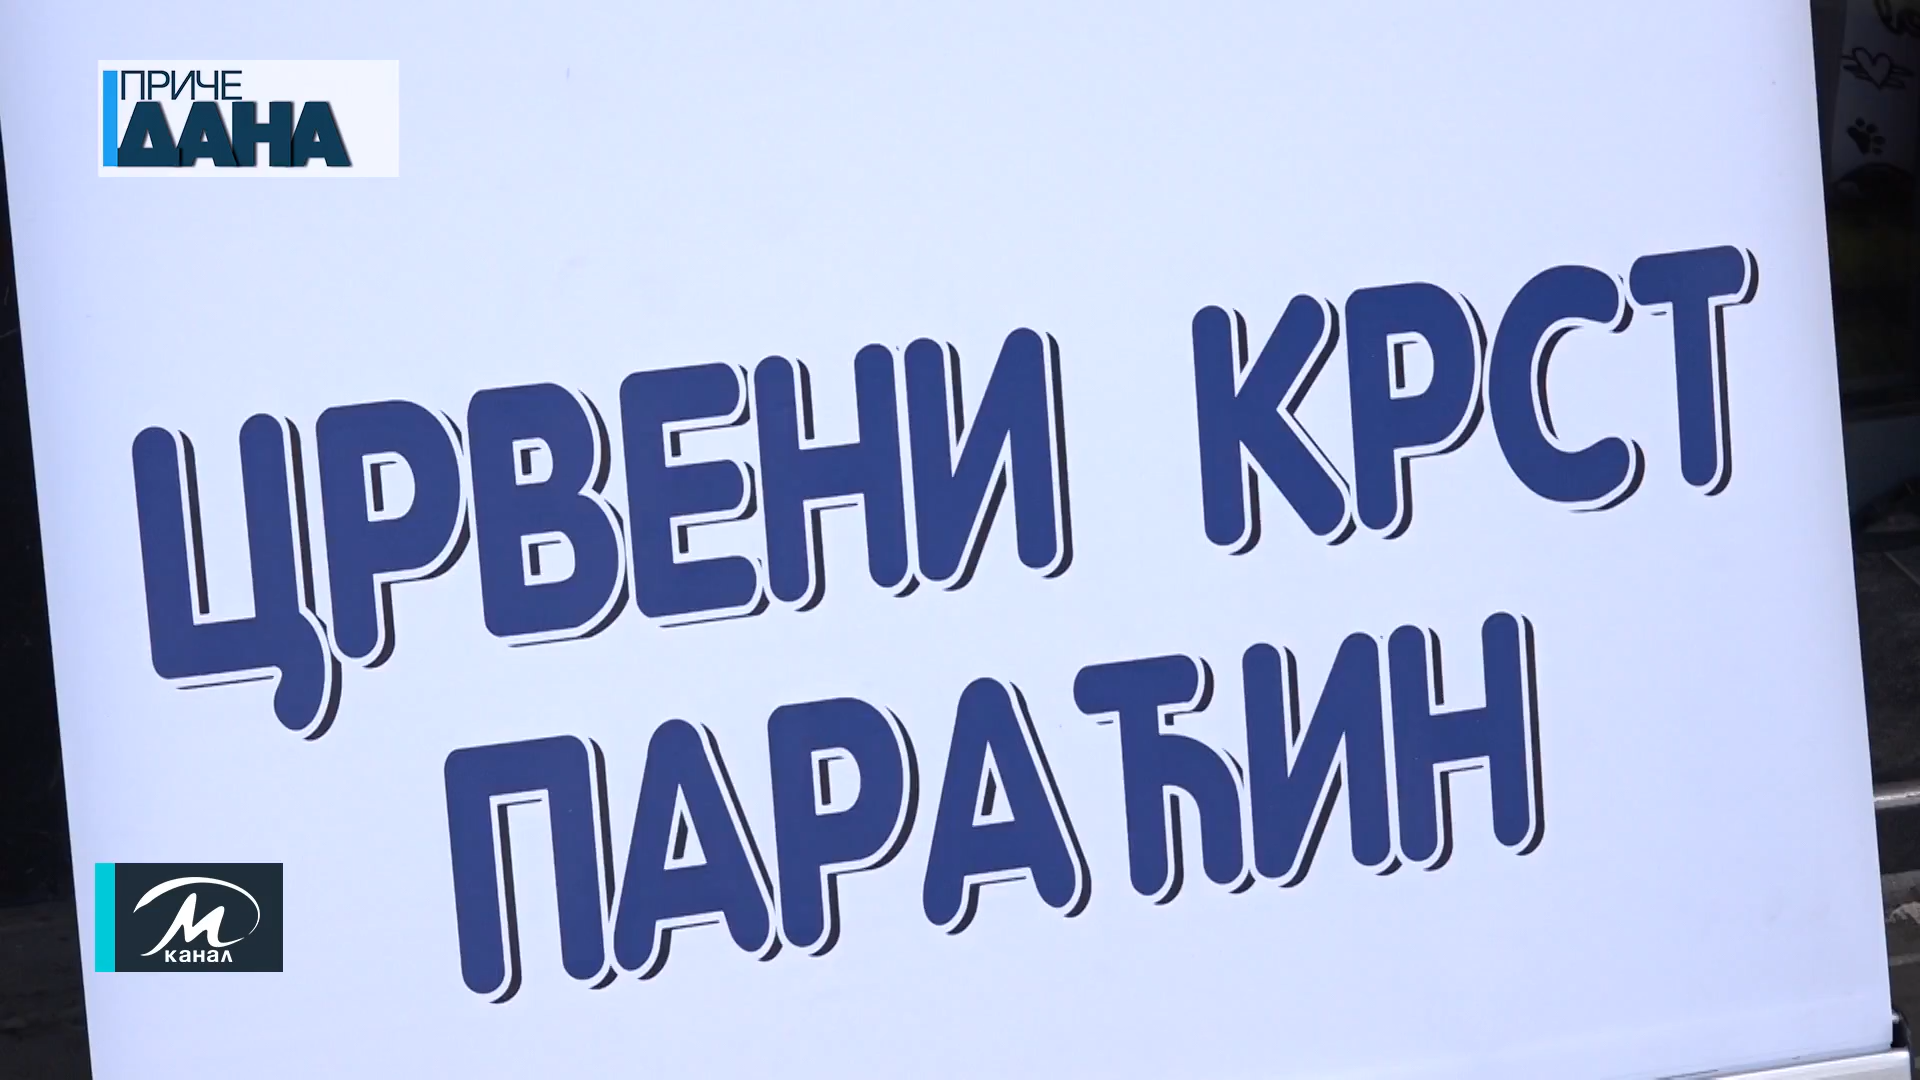 ПРИЧЕ
ДАНА
ЦРВЕНИ КРСТ
ПАРАЋИН
М
канал